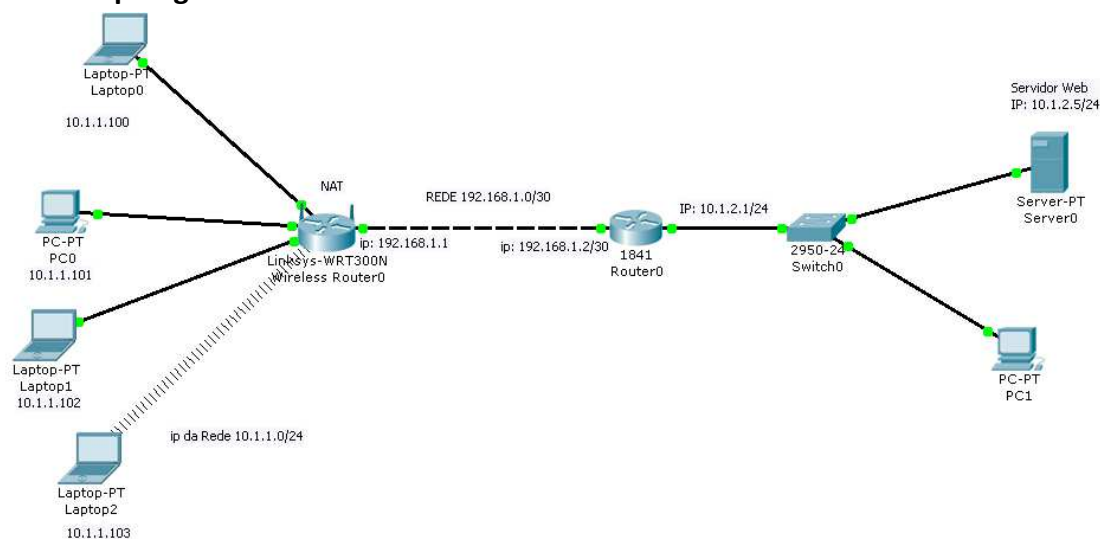 Laptop-PT
Laptop0
10.1.1.100
PC-PT
PC0
10.1.1.101
Laptop-PT
Laptop1
10.1.1.102
Laptop-PT
Laptop2
10.1.1.103
ip da Rede 10.1.1.0/24
NAT
Linksys-WRT300N
Wireless Router0
ip: 192.168.1.1
REDE 192.168.1.0/30
ip: 192.168.1.2/30
1841
Router0
IP: 10.1.2.1/24
2950-24
Switch0
Servidor Web
IP: 10.1.2.5/24
Server-PT
Server0
PC-PT
PC1